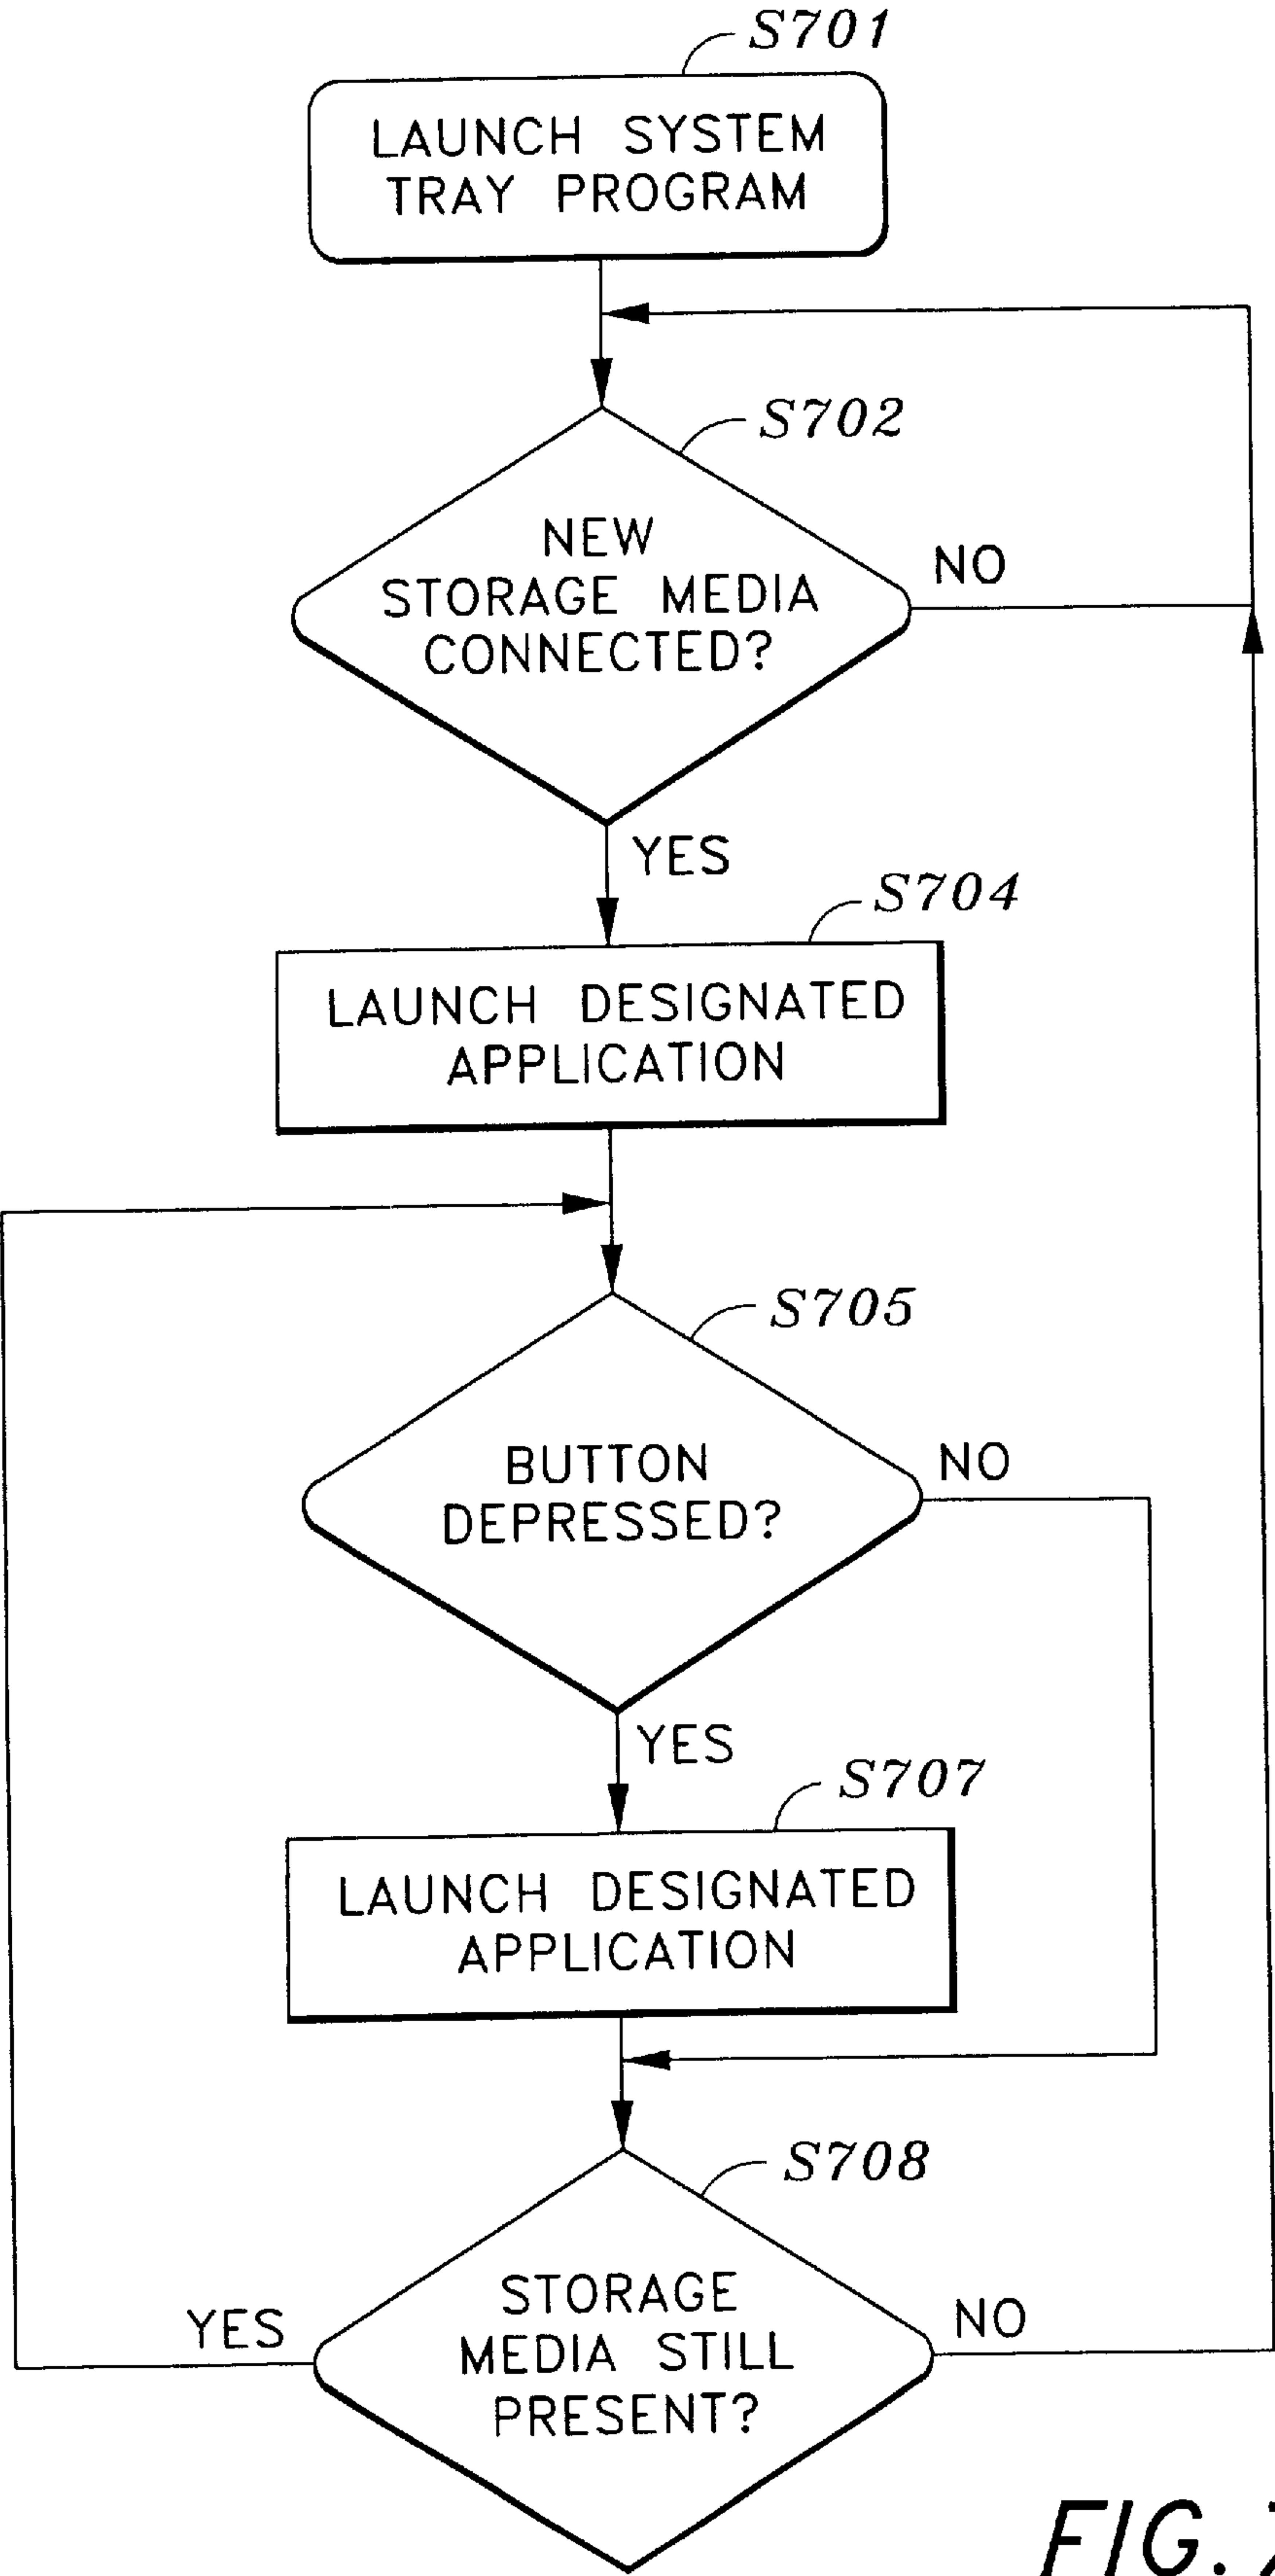 S701
LAUNCH SYSTEM
TRAY PROGRAM
S702
NEW
STORAGE MEDIA
CONNECTED?
NO
YES
S704
LAUNCH DESIGNATED
APPLICATION
S705
BUTTON
DEPRESSED?
NO
YES
S707
LAUNCH DESIGNATED
APPLICATION
S708
STORAGE
MEDIA STILL
PRESENT?
YES
NO
FIG.